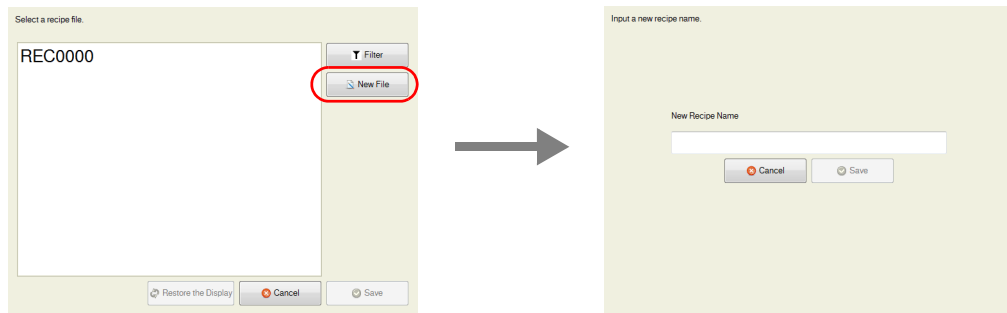 Select a recipe file.
REC0000
Filter
New File
Restore the Display
Cancel
Save
Input a new recipe name.
New Recipe Name
Cancel
Save